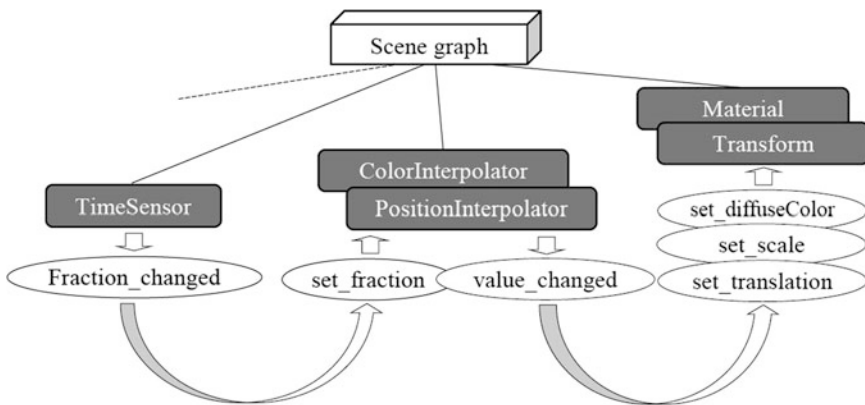 Scene graph
Material
Transform
ColorInterpolator
PositionInterpolator
TimeSensor
set_diffuseColor
set_scale
set_translation
Fraction_changed
set_fraction
value_changed